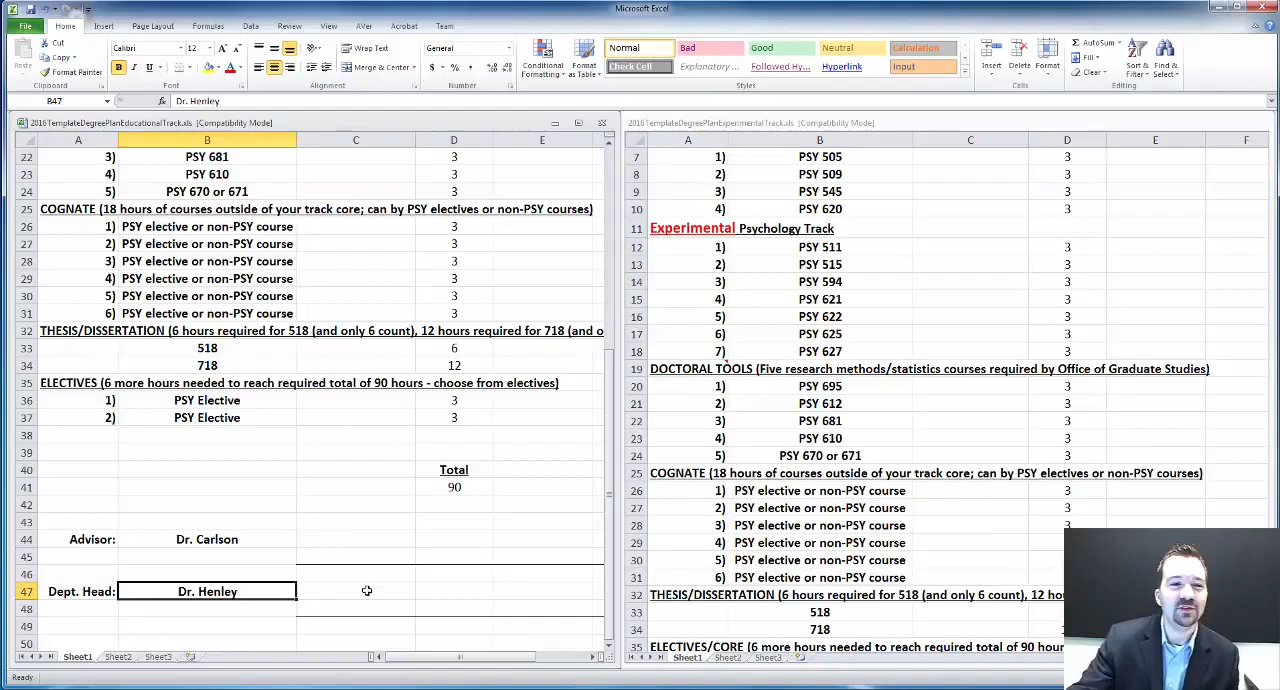 Microsoft Excel
File Home Insert Page Layout Formulas Data Review View AVer Acrobat Team
Paste Cut Copy Format Painter Clipboard
Calibri 12 Font
Wrap Text Merge & Center Alignment
General Number
Conditional Formatting Format as Table
Normal Bad Good Neutral Calculation
Check Cell Explanatory ... Followed Hy... Hyperlink Input
Styles
Insert Delete Format Cells
AutoSum Fill Clear Sort & Filter Find & Select Editing
B47 fx Dr. Henley
2016TemplateDegreePlanEducationalTrack.xls [Compatibility Mode]
A B C D E
22 3) PSY 681 3
23 4) PSY 610 3
24 5) PSY 670 or 671 3
25 COGNATE (18 hours of courses outside of your track core; can by PSY electives or non-PSY courses)
26 1) PSY elective or non-PSY course 3
27 2) PSY elective or non-PSY course 3
28 3) PSY elective or non-PSY course 3
29 4) PSY elective or non-PSY course 3
30 5) PSY elective or non-PSY course 3
31 6) PSY elective or non-PSY course 3
32 THESIS/DISSERTATION (6 hours required for 518 (and only 6 count), 12 hours required for 718 (and o
33 518 6
34 718 12
35 ELECTIVES (6 more hours needed to reach required total of 90 hours - choose from electives)
36 1) PSY Elective 3
37 2) PSY Elective 3
38
39
40 Total
41 90
42
43
44 Advisor: Dr. Carlson
45
46
47 Dept. Head: Dr. Henley
48
49
50
Sheet1 Sheet2 Sheet3
2016TemplateDegreePlanExperimentalTrack.xls [Compatibility Mode]
A B C D E F
7 1) PSY 505 3
8 2) PSY 509 3
9 3) PSY 545 3
10 4) PSY 620 3
11 Experimental Psychology Track
12 1) PSY 511 3
13 2) PSY 515 3
14 3) PSY 594 3
15 4) PSY 621 3
16 5) PSY 622 3
17 6) PSY 625 3
18 7) PSY 627 3
19 DOCTORAL TOOLS (Five research methods/statistics courses required by Office of Graduate Studies)
20 1) PSY 695 3
21 2) PSY 612 3
22 3) PSY 681 3
23 4) PSY 610 3
24 5) PSY 670 or 671 3
25 COGNATE (18 hours of courses outside of your track core; can by PSY electives or non-PSY courses)
26 1) PSY elective or non-PSY course 3
27 2) PSY elective or non-PSY course 3
28 3) PSY elective or non-PSY course 3
29 4) PSY elective or non-PSY course
30 5) PSY elective or non-PSY course
31 6) PSY elective or non-PSY course
32 THESIS/DISSERTATION (6 hours required for 518 (and only 6 count), 12 hou
33 518
34 718
35 ELECTIVES/CORE (6 more hours needed to reach required total of 90 hour
Sheet1 Sheet2 Sheet3
Ready